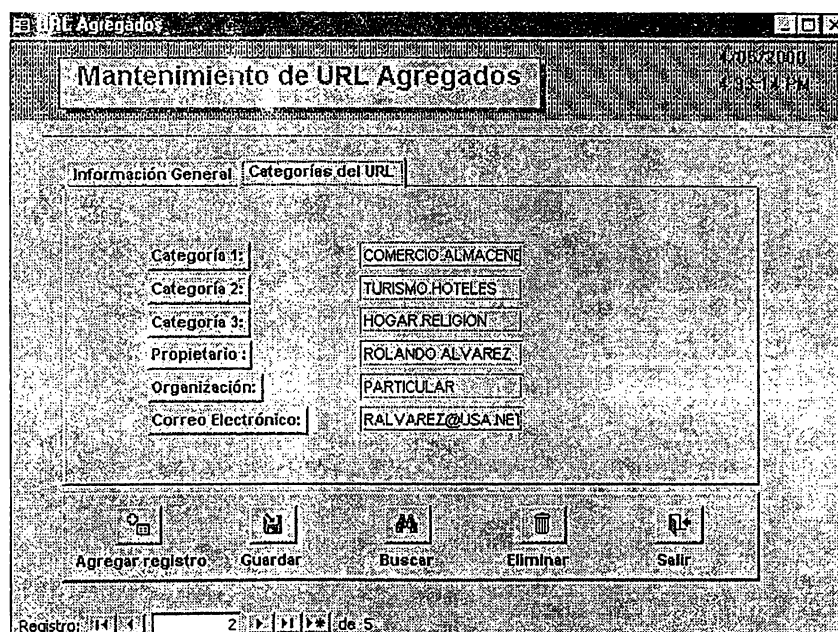 URL Agregados
Mantenimiento de URL Agregados
Información General
Categorías del URL
Categoría 1: COMERCIO.ALMACENE
Categoría 2: TURISMO.HOTELES
Categoría 3: HOGAR.RELIGION
Propietario : ROLANDO ALVAREZ
Organización: PARTICULAR
Correo Electrónico: RALVAREZ@USA.NET
Agregar registro Guardar Buscar Eliminar Salir
Registro: 2 de 5